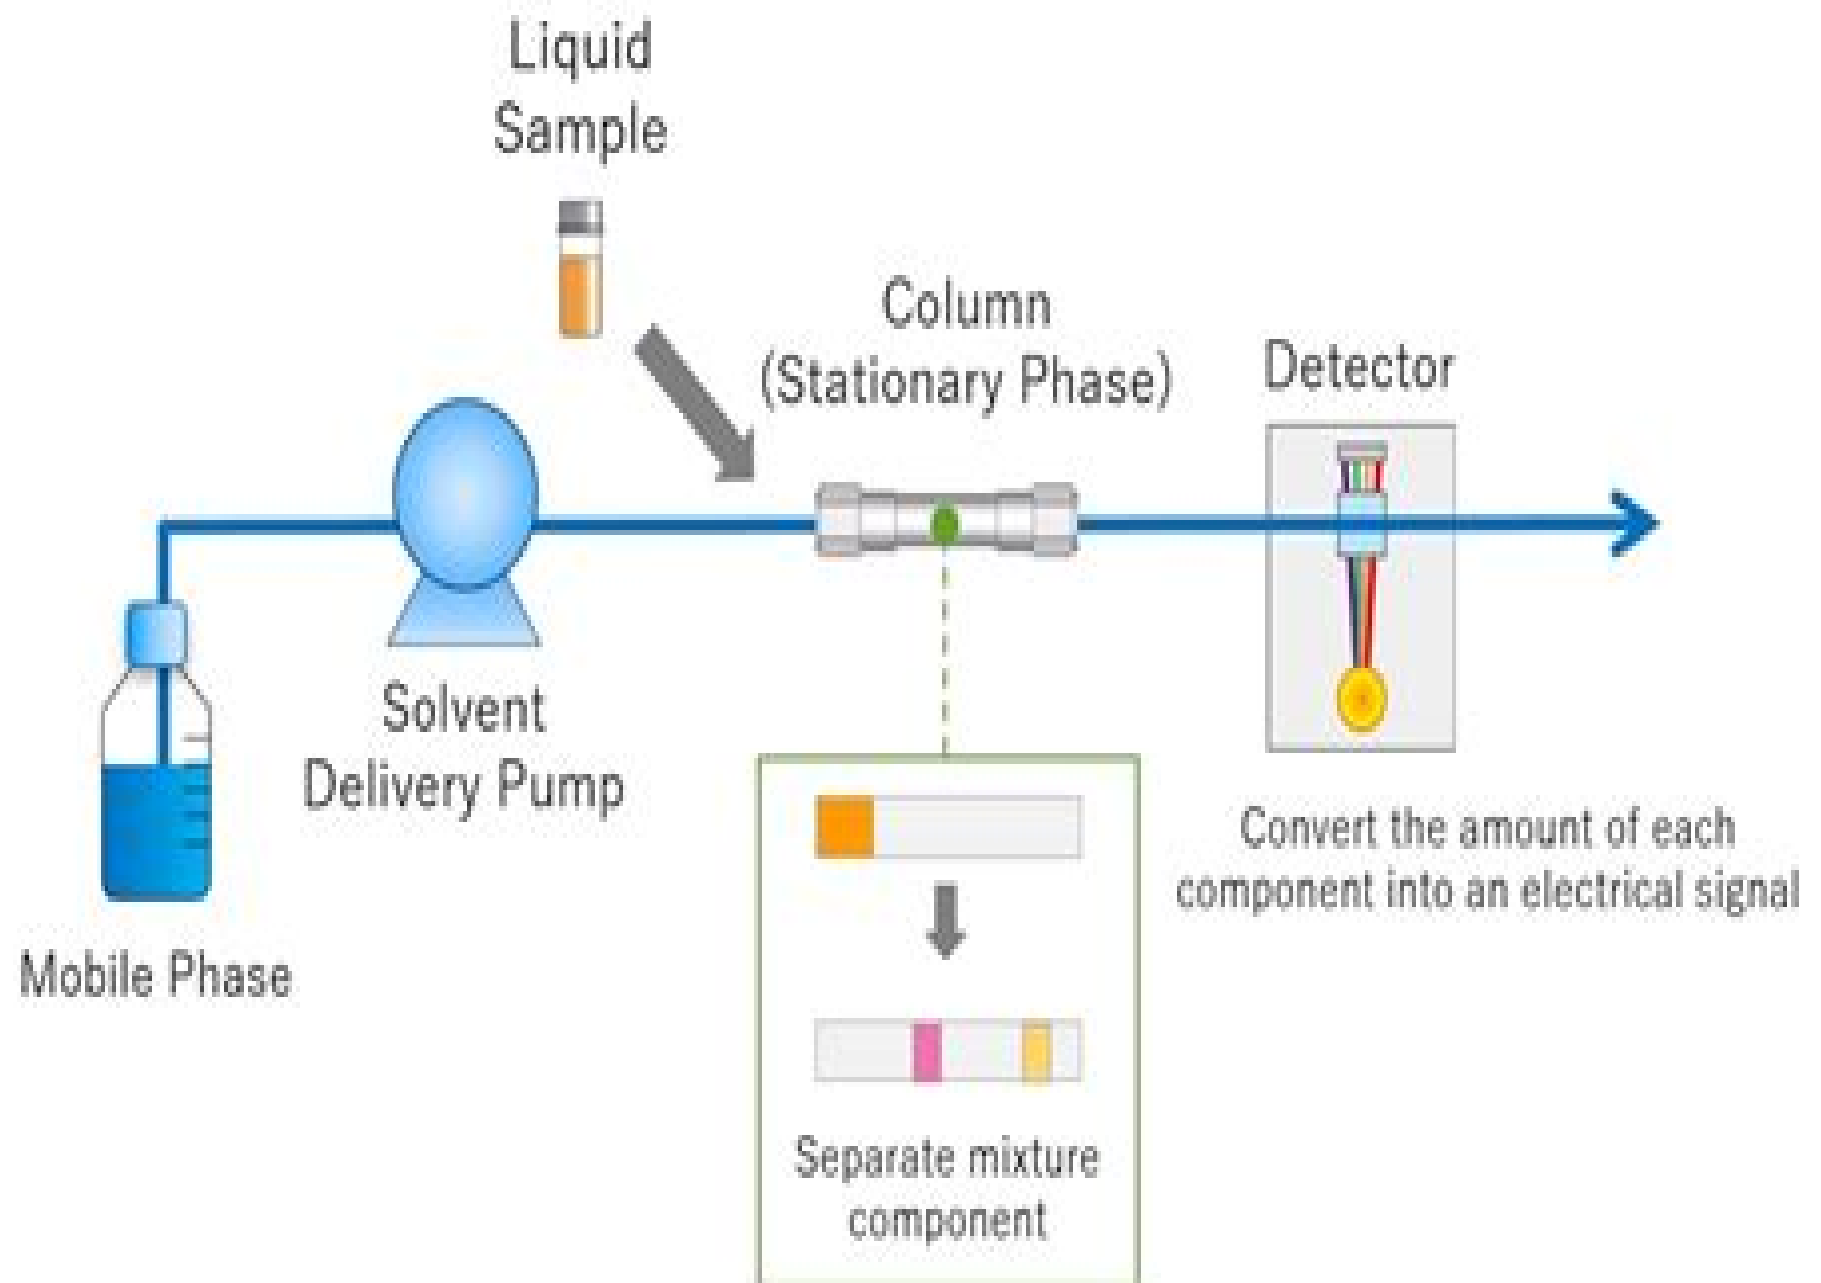 Liquid
Sample
Column
(Stationary Phase)
Detector
Solvent
Delivery Pump
Mobile Phase
Convert the amount of each
component into an electrical signal
Separate mixture
component